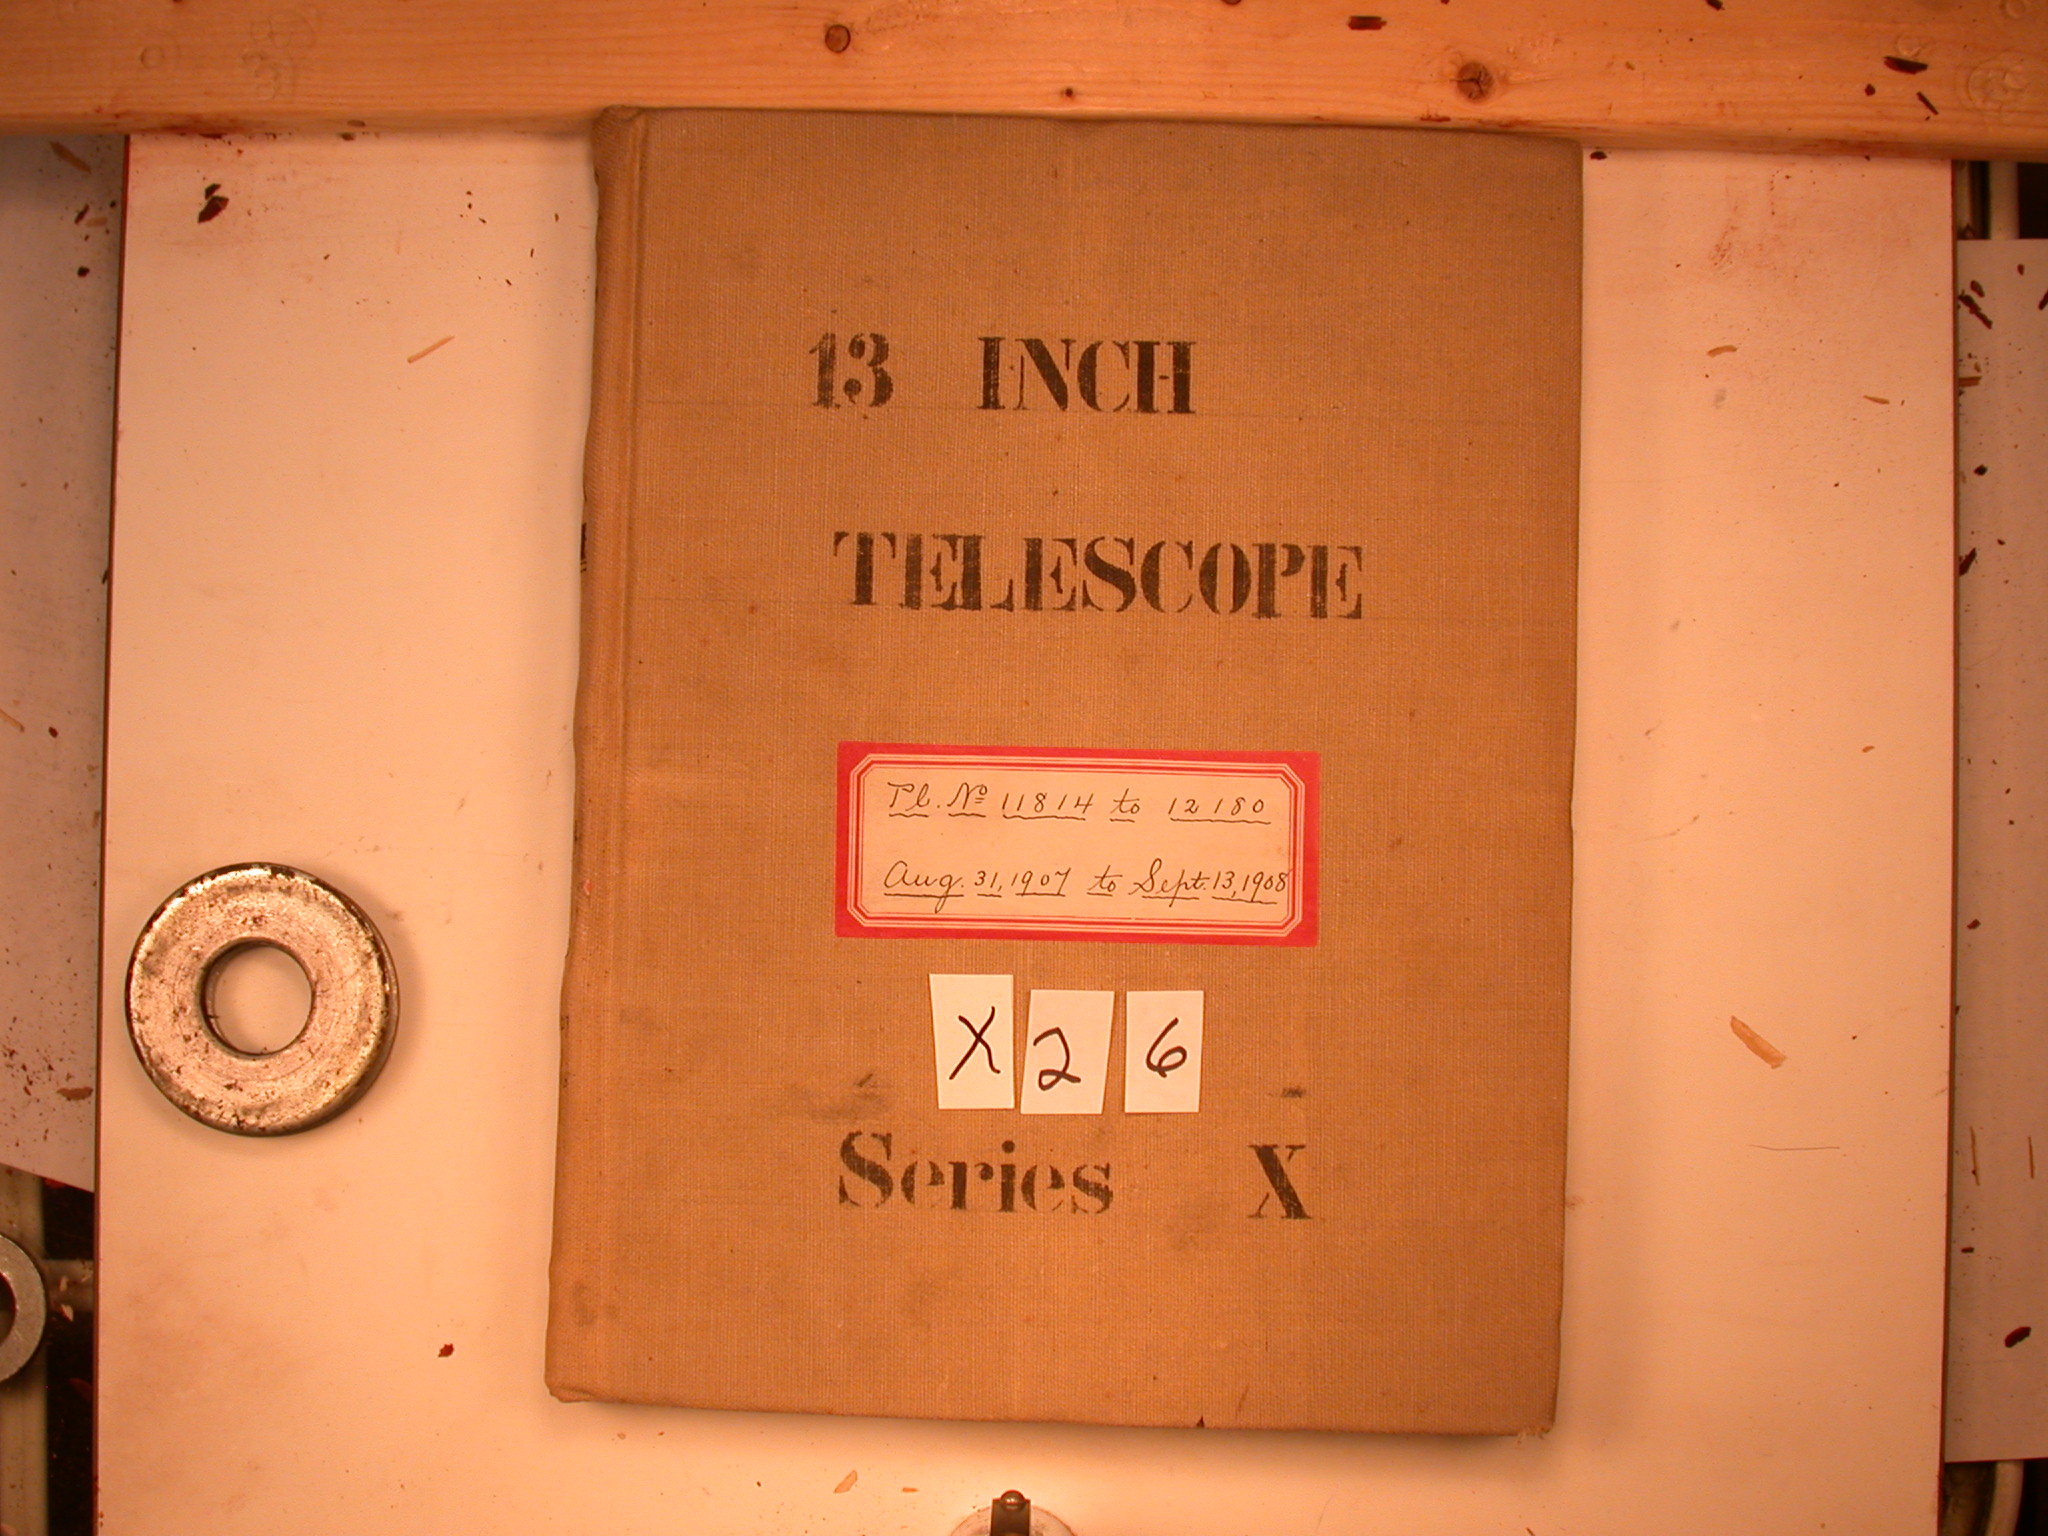 13 INCH
TELESCOPE
Pl. Nº 11814 to 12180
Aug. 31, 1907 to Sept. 13, 1908
X 2 6
Series X